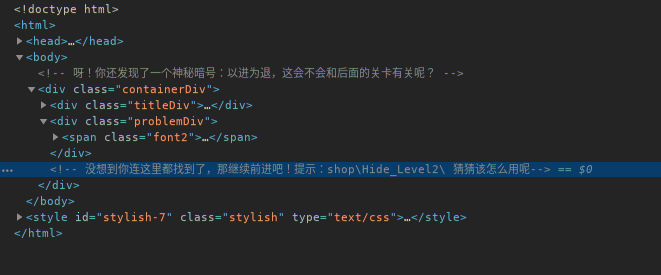 <!doctype html>
<html>
<head>…</head>
<body>
<!-- 呀！你还发现了一个神秘暗号：以进为退，这会不会和后面的关卡有关呢？ -->
<div class="containerDiv">
<div class="titleDiv">…</div>
<div class="problemDiv">
<span class="font2">…</span>
</div>
<!-- 没想到你连这里都找到了，那继续前进吧！提示：shop\Hide_Level2\ 猜猜该怎么用呢--> == $0
</div>
</body>
<style id="stylish-7" class="stylish" type="text/css">…</style>
</html>